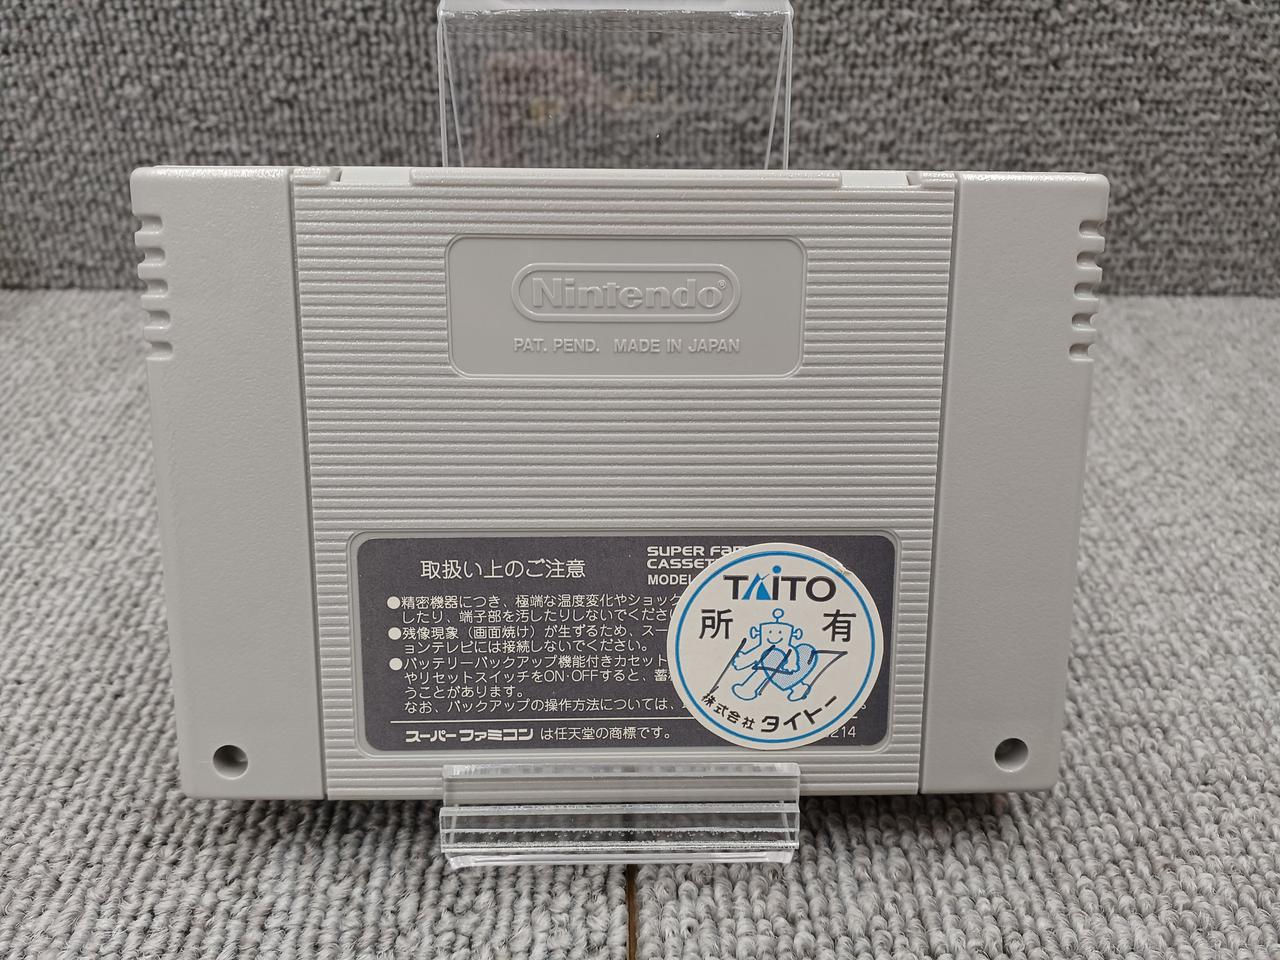 Nintendo®
PAT. PEND. MADE IN JAPAN
取扱い上のご注意
SUPER
CASSET
MODEL
●精密機器につき、極端な温度変化やショック
したり、端子部を汚したりしないでくださ
●残像現象（画面焼け）が生ずるため、スー
ョンテレビには接続しないでください。
●バッテリーバックアップ機能付きカセット
やリセットスイッチをON・OFFすると、蓄
うことがあります。
なお、バックアップの操作方法については、
スーパーファミコン は任天堂の商標です。
214
TAITO
所有
株式会社タイトー